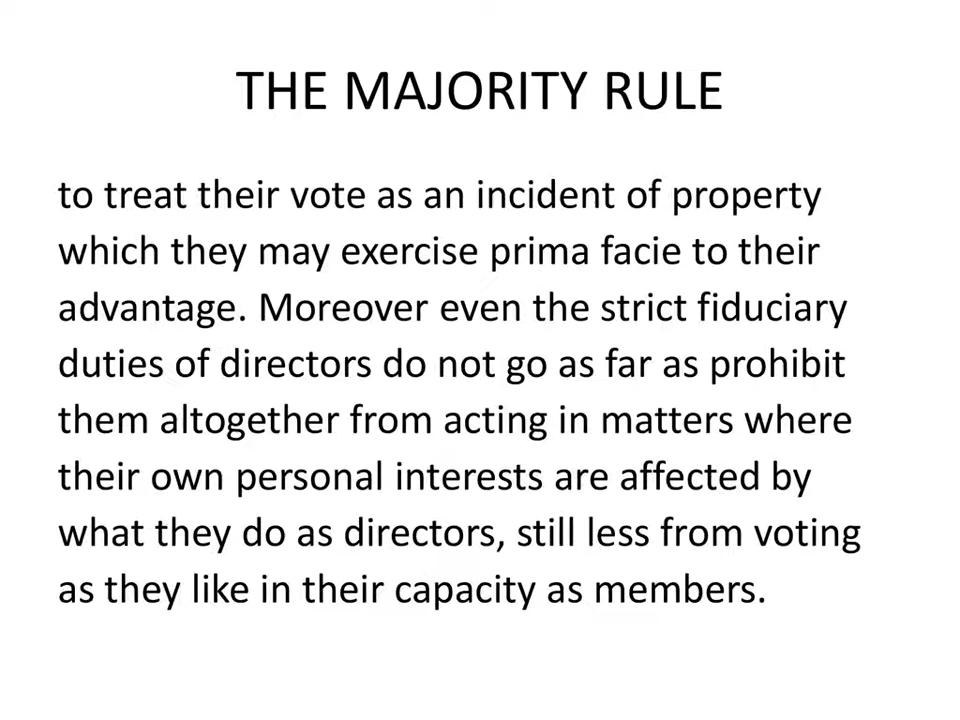 THE MAJORITY RULE
to treat their vote as an incident of property
which they may exercise prima facie to their
advantage. Moreover even the strict fiduciary
duties of directors do not go as far as prohibit
them altogether from acting in matters where
their own personal interests are affected by
what they do as directors, still less from voting
as they like in their capacity as members.